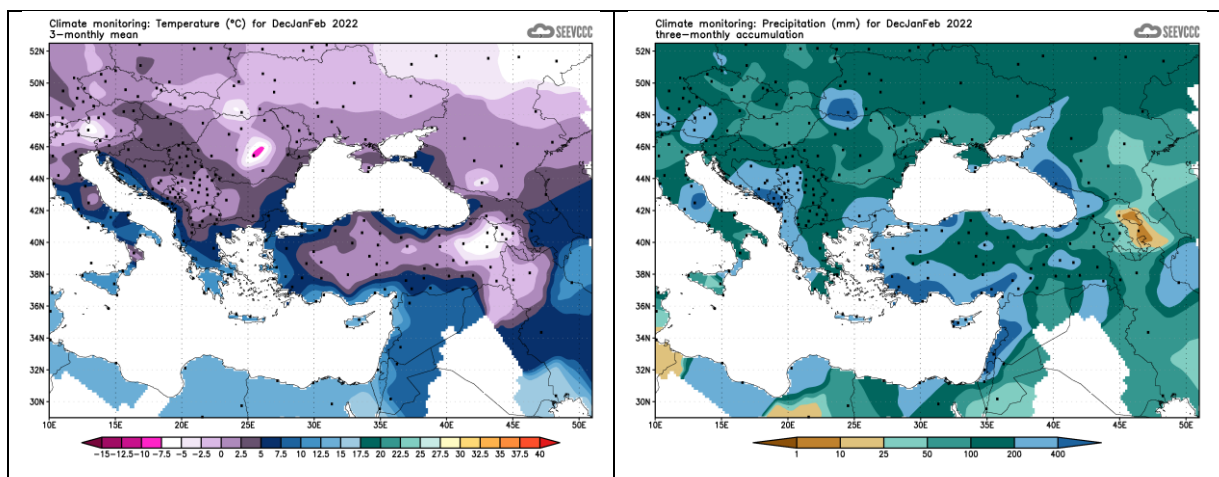 Climate monitoring: Temperature (°C) for DecJanFeb 2022
3-monthly mean
SEEVCCC
52N
50N
48N
46N
44N
42N
40N
38N
36N
34N
32N
30N
10E 15E 20E 25E 30E 35E 40E 45E 50E
-15 -12.5 -10 -7.5 -5 -2.5 0 2.5 5 7.5 10 12.5 15 17.5 20 22.5 25 27.5 30 32.5 35 37.5 40
Climate monitoring: Precipitation (mm) for DecJanFeb 2022
three-monthly accumulation
SEEVCCC
52N
50N
48N
46N
44N
42N
40N
38N
36N
34N
32N
30N
10E 15E 20E 25E 30E 35E 40E 45E 50E
1 10 25 50 100 200 400